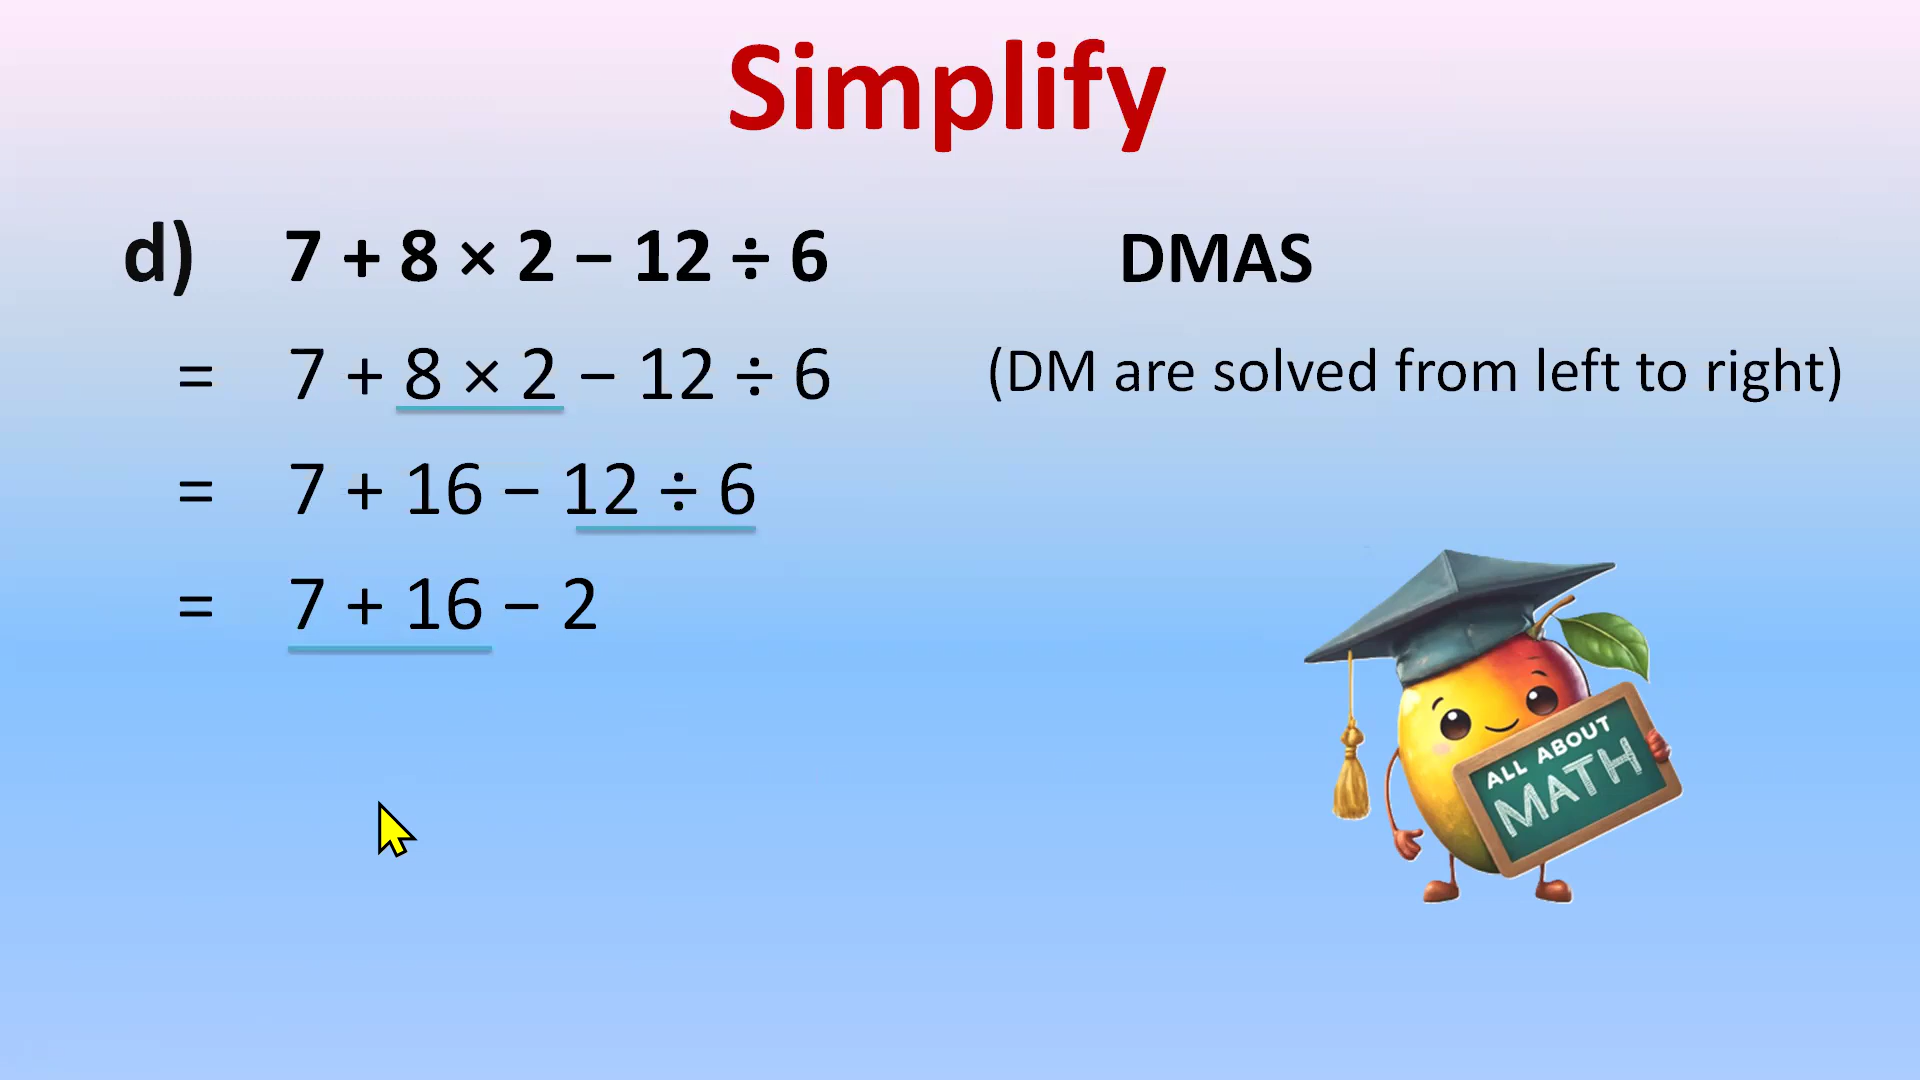 Simplify
d) 7 + 8 × 2 − 12 ÷ 6 DMAS
= 7 + 8 × 2 − 12 ÷ 6 (DM are solved from left to right)
= 7 + 16 − 12 ÷ 6
= 7 + 16 − 2
ALL ABOUT
MATH